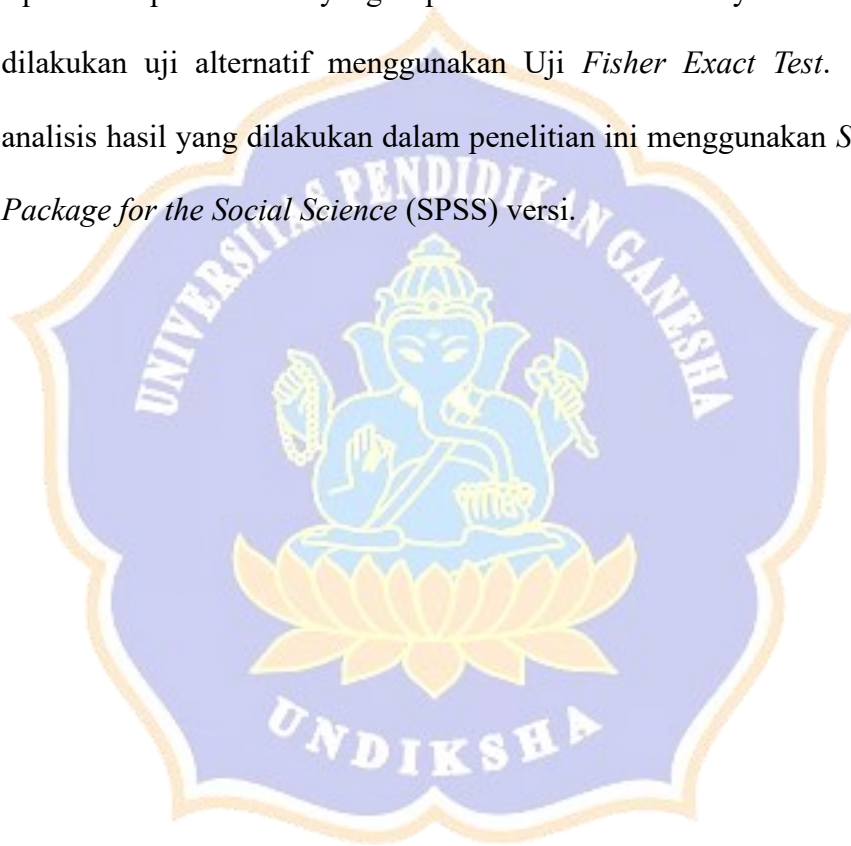 dilakukan uji alternatif menggunakan Uji Fisher Exact Test.
analisis hasil yang dilakukan dalam penelitian ini menggunakan S
Package for the Social Science (SPSS) versi.
UNIVERSITAS PENDIDIKAN GANESHA
UNDIKSHA